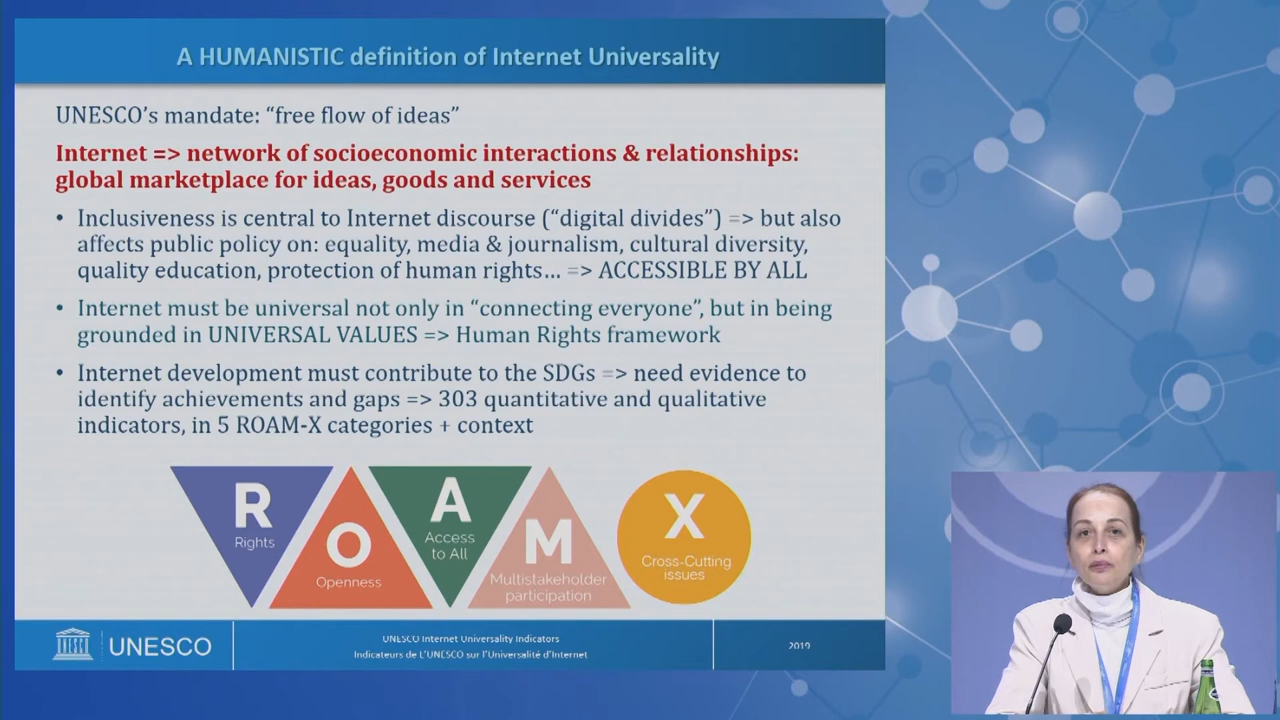 A HUMANISTIC definition of Internet Universality
UNESCO's mandate: “free flow of ideas”
Internet => network of socioeconomic interactions & relationships:
global marketplace for ideas, goods and services
• Inclusiveness is central to Internet discourse (“digital divides”) => but also
affects public policy on: equality, media & journalism, cultural diversity,
quality education, protection of human rights... => ACCESSIBLE BY ALL
• Internet must be universal not only in “connecting everyone”, but in being
grounded in UNIVERSAL VALUES => Human Rights framework
• Internet development must contribute to the SDGs => need evidence to
identify achievements and gaps => 303 quantitative and qualitative
indicators, in 5 ROAM-X categories + context
R
Rights
O
Openness
A
Access
to All
M
Multistakeholder
participation
X
Cross-Cutting
issues
UNESCO
UNESCO
UNESCO Internet Universality Indicators
Indicateurs de L'UNESCO sur l'Universalité d'Internet
2019